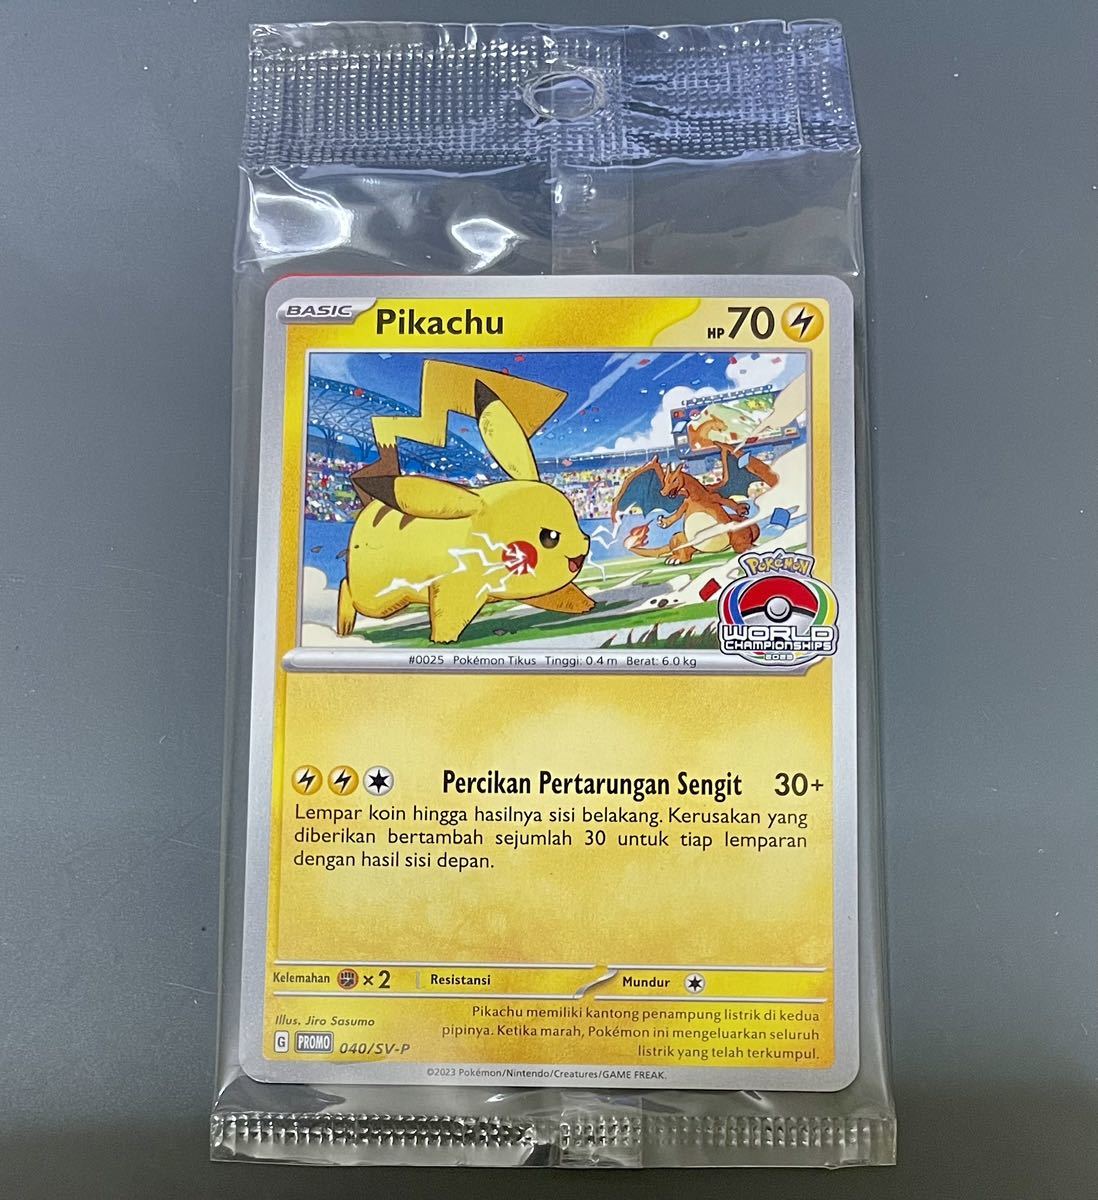 BASIC Pikachu HP 70
POKéMON
WORLD
CHAMPIONSHIPS
2023
#0025 Pokémon Tikus Tinggi: 0.4 m Berat: 6.0 kg
Percikan Pertarungan Sengit 30+
Lempar koin hingga hasilnya sisi belakang. Kerusakan yang
diberikan bertambah sejumlah 30 untuk tiap lemparan
dengan hasil sisi depan.
Kelemahan ×2 Resistansi Mundur
Illus. Jiro Sasumo
G PROMO 040/SV-P
Pikachu memiliki kantong penampung listrik di kedua
pipinya. Ketika marah, Pokémon ini mengeluarkan seluruh
listrik yang telah terkumpul.
©2023 Pokémon/Nintendo/Creatures/GAME FREAK.